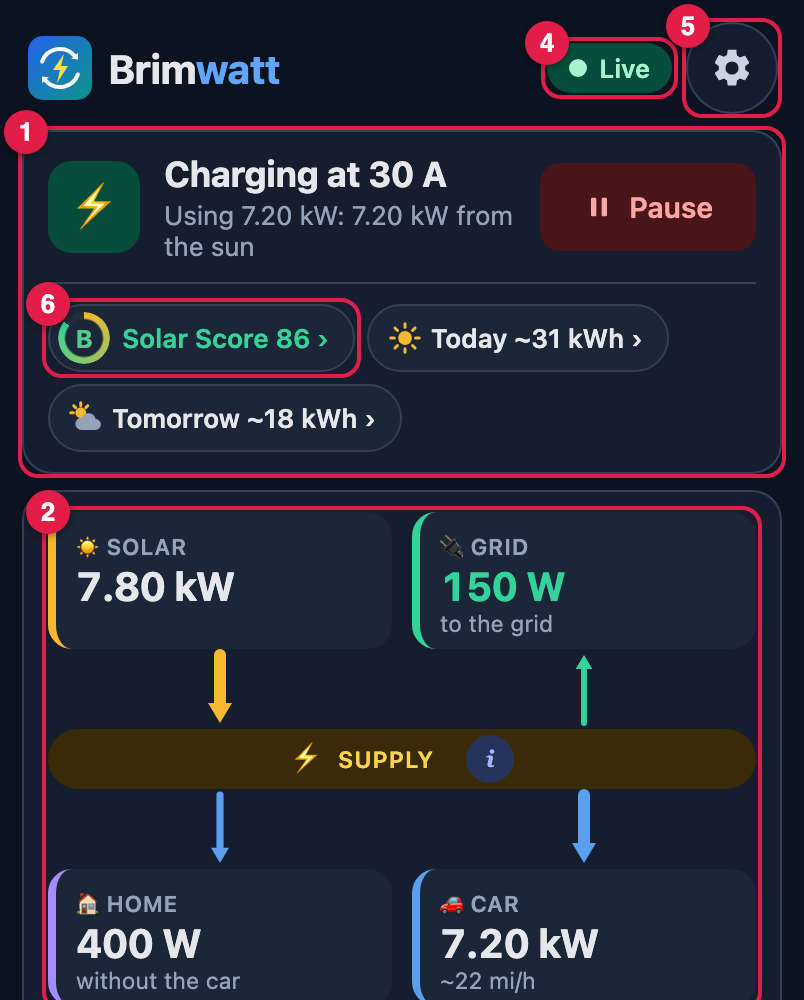 Brimwatt
4
Live
5
1
Charging at 30 A
Using 7.20 kW: 7.20 kW from
the sun
Pause
6
B
Solar Score 86 ›
Today ~31 kWh ›
Tomorrow ~18 kWh ›
2
SOLAR
7.80 kW
GRID
150 W
to the grid
SUPPLY
i
HOME
400 W
without the car
CAR
7.20 kW
~22 mi/h